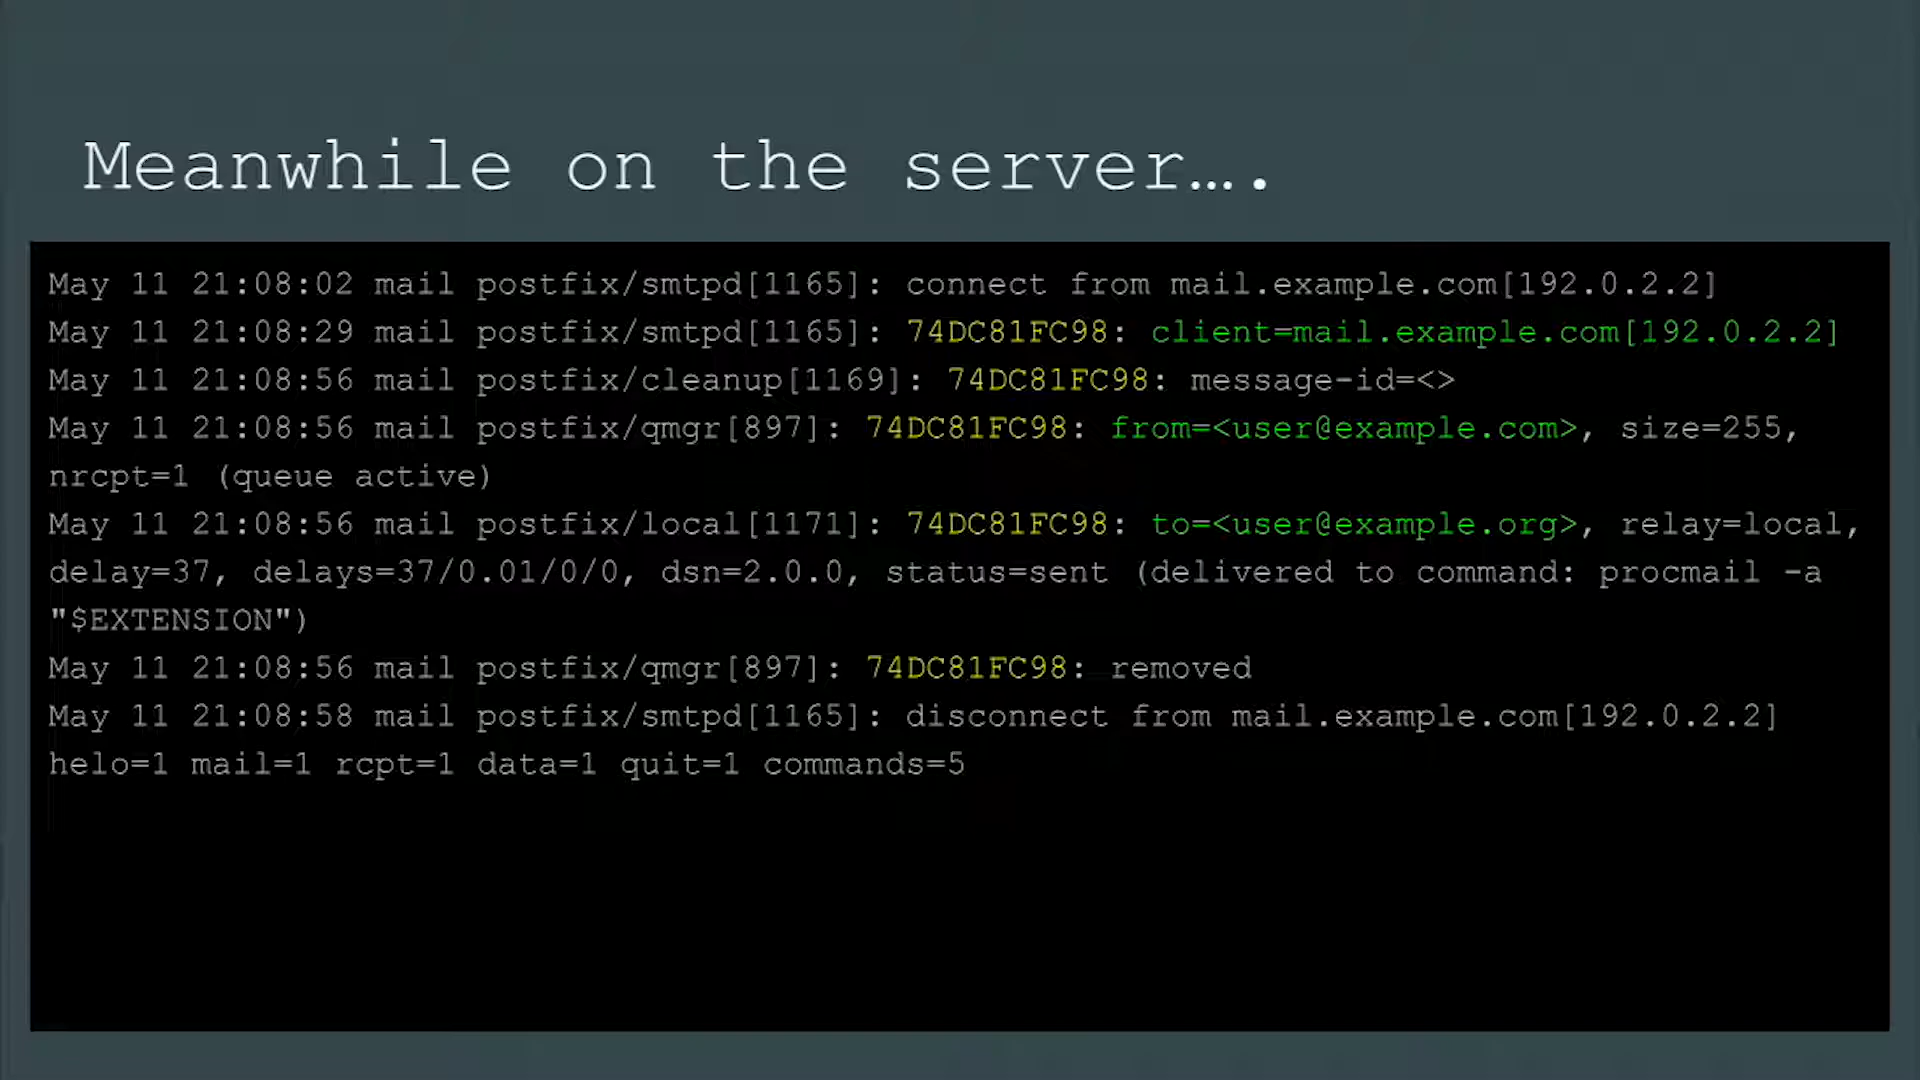 Meanwhile on the server….
May 11 21:08:02 mail postfix/smtpd[1165]: connect from mail.example.com[192.0.2.2]
May 11 21:08:29 mail postfix/smtpd[1165]: 74DC81FC98: client=mail.example.com[192.0.2.2]
May 11 21:08:56 mail postfix/cleanup[1169]: 74DC81FC98: message-id=<>
May 11 21:08:56 mail postfix/qmgr[897]: 74DC81FC98: from=<user@example.com>, size=255,
nrcpt=1 (queue active)
May 11 21:08:56 mail postfix/local[1171]: 74DC81FC98: to=<user@example.org>, relay=local,
delay=37, delays=37/0.01/0/0, dsn=2.0.0, status=sent (delivered to command: procmail -a
"$EXTENSION")
May 11 21:08:56 mail postfix/qmgr[897]: 74DC81FC98: removed
May 11 21:08:58 mail postfix/smtpd[1165]: disconnect from mail.example.com[192.0.2.2]
helo=1 mail=1 rcpt=1 data=1 quit=1 commands=5